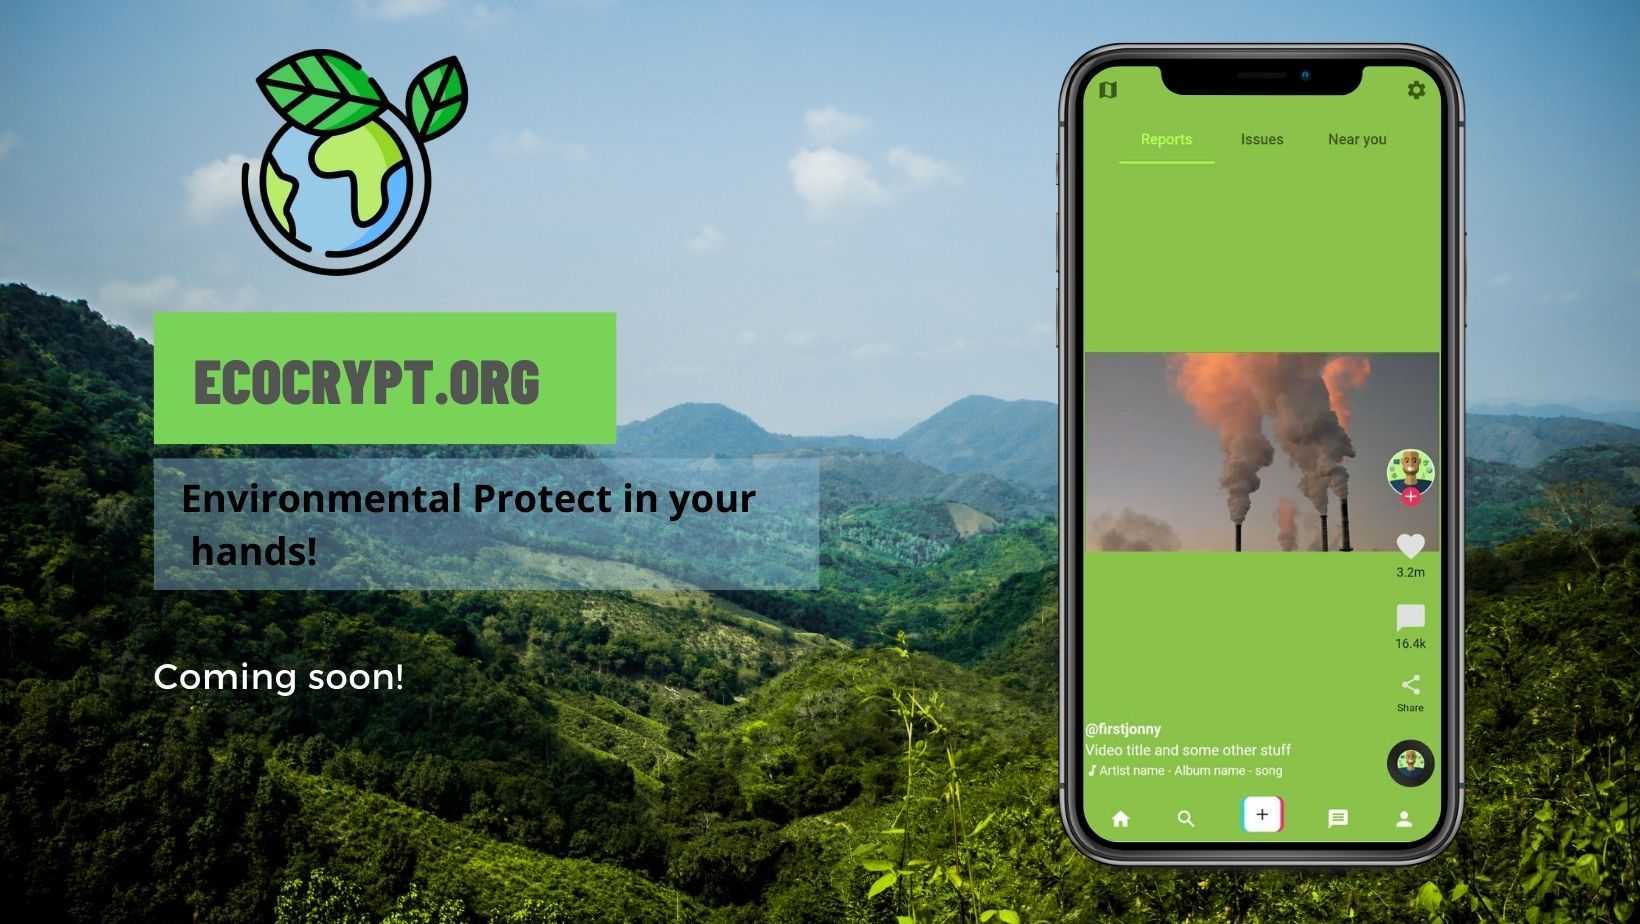 ECOCRYPT.ORG
Environmental Protect in your
hands!
Coming soon!
Reports Issues Near you
3.2m
16.4k
Share
@firstjonny
Video title and some other stuff
Artist name - Album name - song